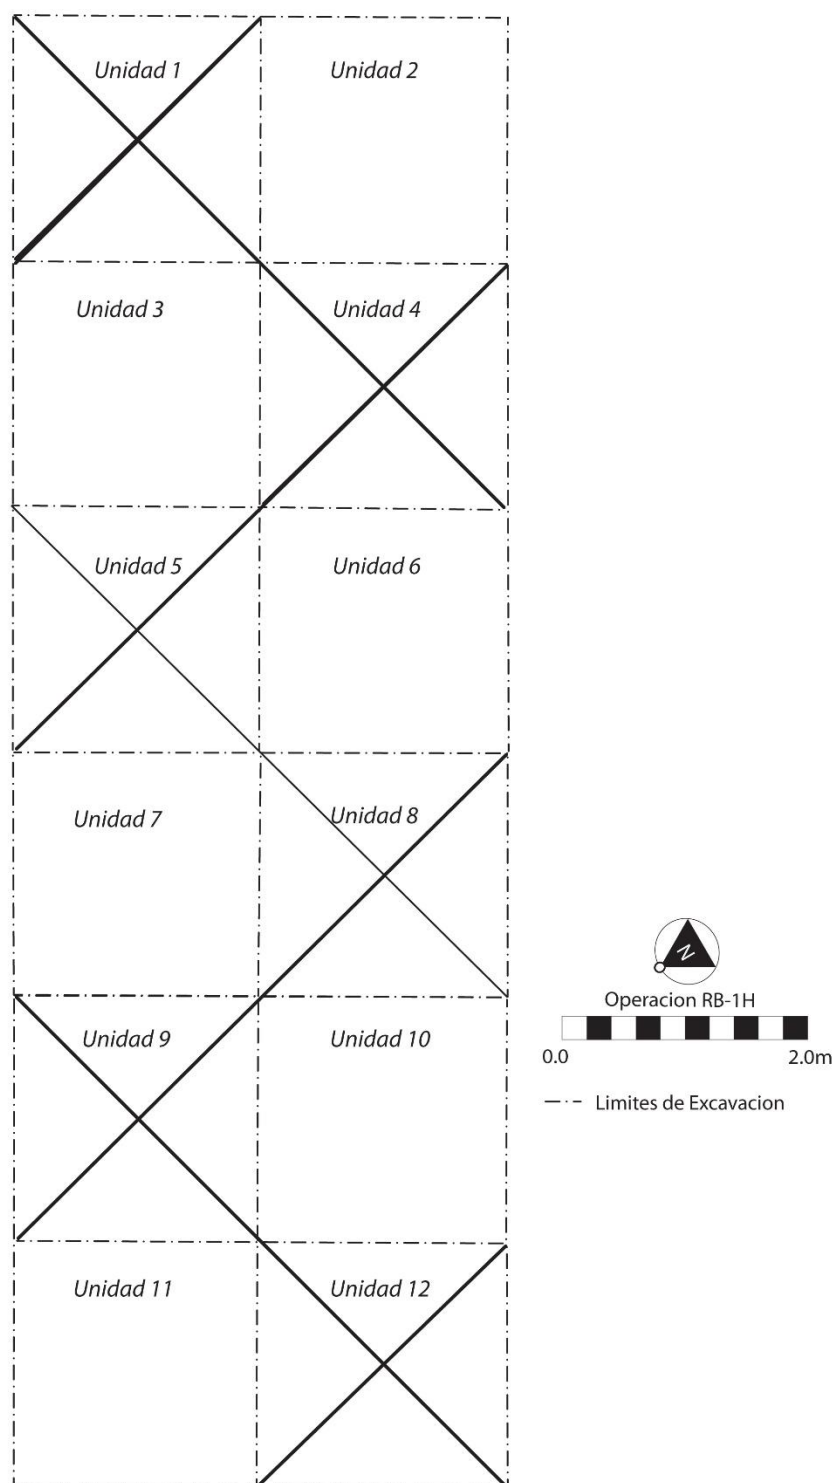 Unidad 1
Unidad 2
Unidad 3
Unidad 4
Unidad 5
Unidad 6
Unidad 7
Unidad 8
Unidad 9
Unidad 10
Unidad 11
Unidad 12
N
Operacion RB-1H
0.0 2.0m
Limites de Excavacion